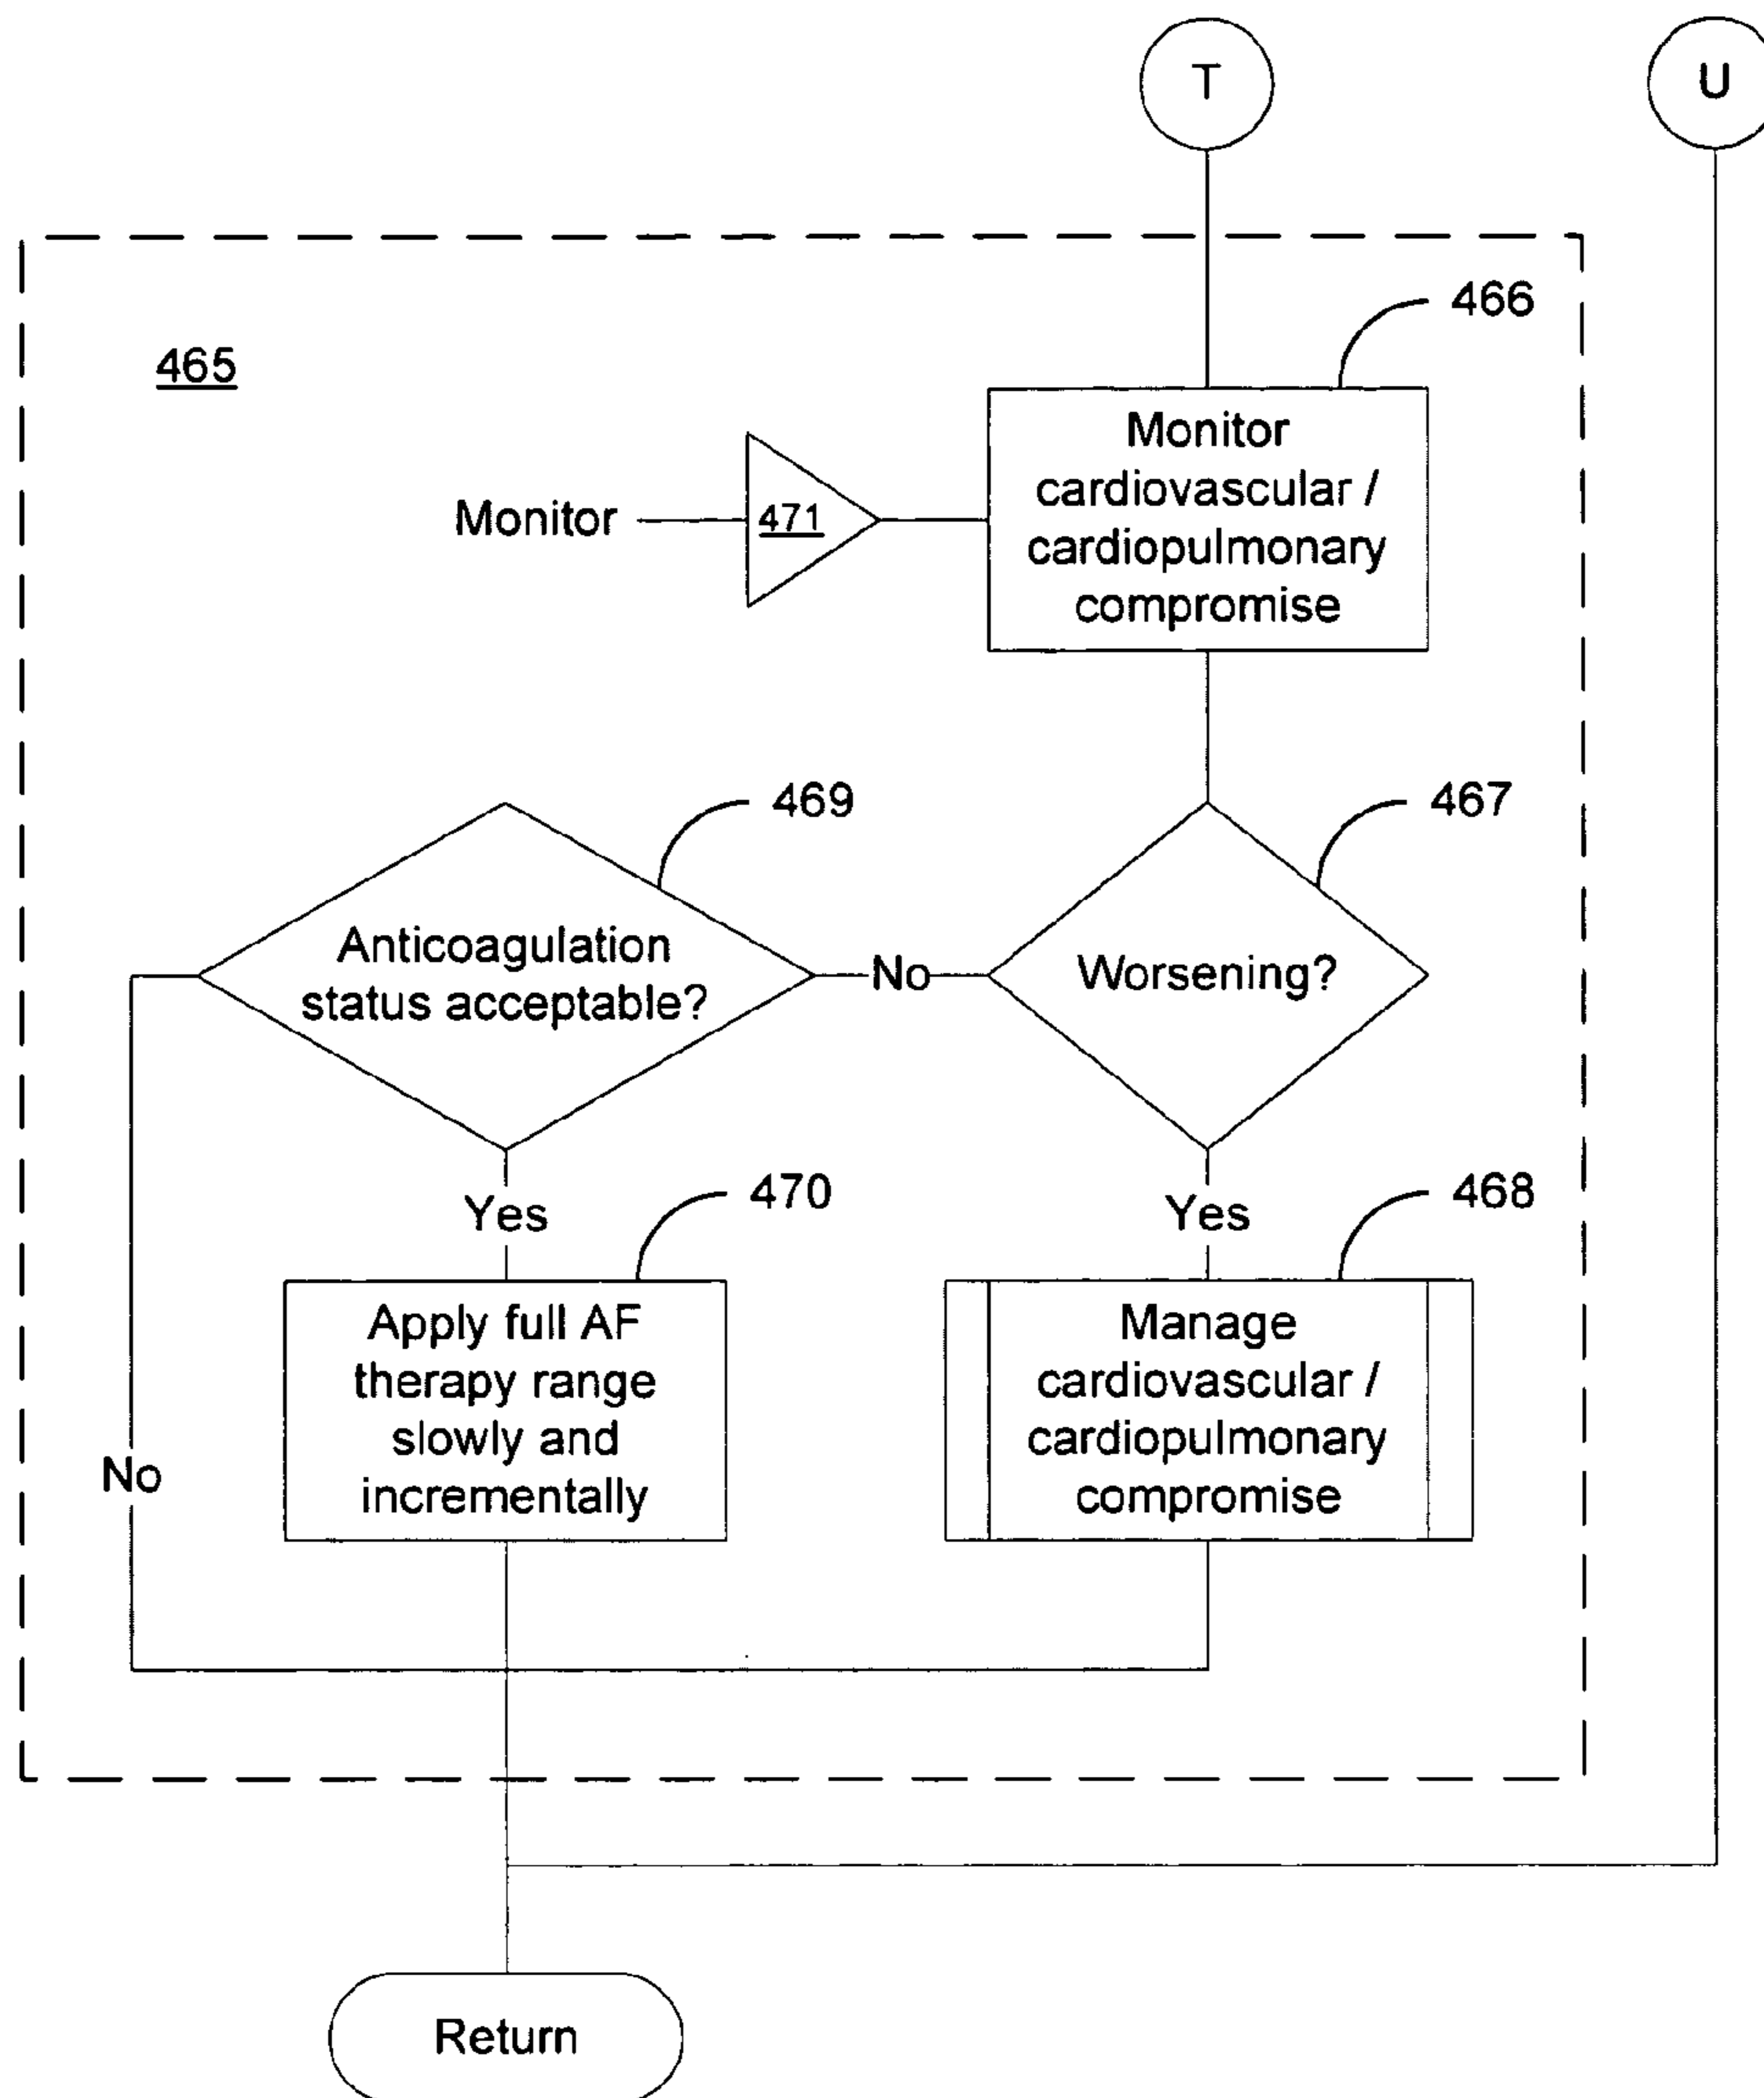 T
U
465
466
Monitor
cardiovascular /
cardiopulmonary
compromise
Monitor
471
469
467
Anticoagulation
status acceptable?
No
Worsening?
Yes
470
Yes
468
Apply full AF
therapy range
slowly and
incrementally
Manage
cardiovascular /
cardiopulmonary
compromise
No
Return